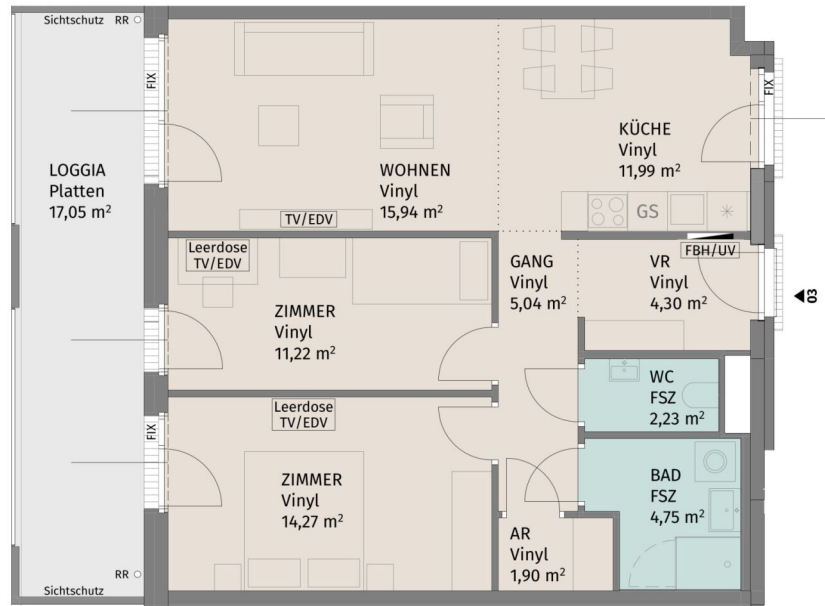 Sichtschutz RR
FIX
FIX
LOGGIA
Platten
17,05 m²
WOHNEN
Vinyl
15,94 m²
KÜCHE
Vinyl
11,99 m²
GS
TV/EDV
Leerdose
TV/EDV
ZIMMER
Vinyl
11,22 m²
GANG
Vinyl
5,04 m²
VR
Vinyl
4,30 m²
FBH/UV
03
WC
FSZ
2,23 m²
FIX
Leerdose
TV/EDV
ZIMMER
Vinyl
14,27 m²
BAD
FSZ
4,75 m²
AR
Vinyl
1,90 m²
RR
Sichtschutz